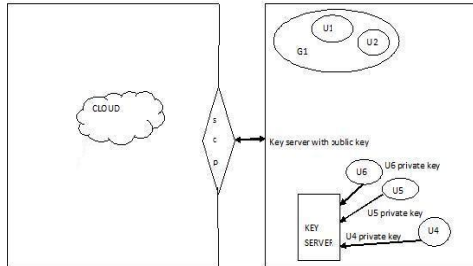 U1
U2
G1
CLOUD
s
c
p
Key server with public key
U6 private key
U6
U5
U5 private key
U4
U4 private key
KEY
SERVER